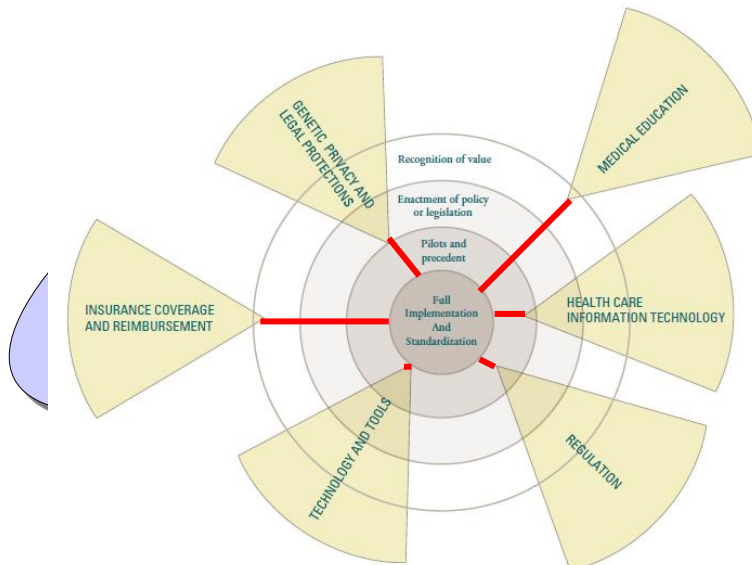 GENETIC PRIVACY AND
LEGAL PROTECTIONS
MEDICAL EDUCATION
Recognition of value
Enactment of policy
or legislation
Pilots and
precedent
Full
Implementation
And
Standardization
INSURANCE COVERAGE
AND REIMBURSEMENT
HEALTH CARE
INFORMATION TECHNOLOGY
TECHNOLOGY AND TOOLS
REGULATION